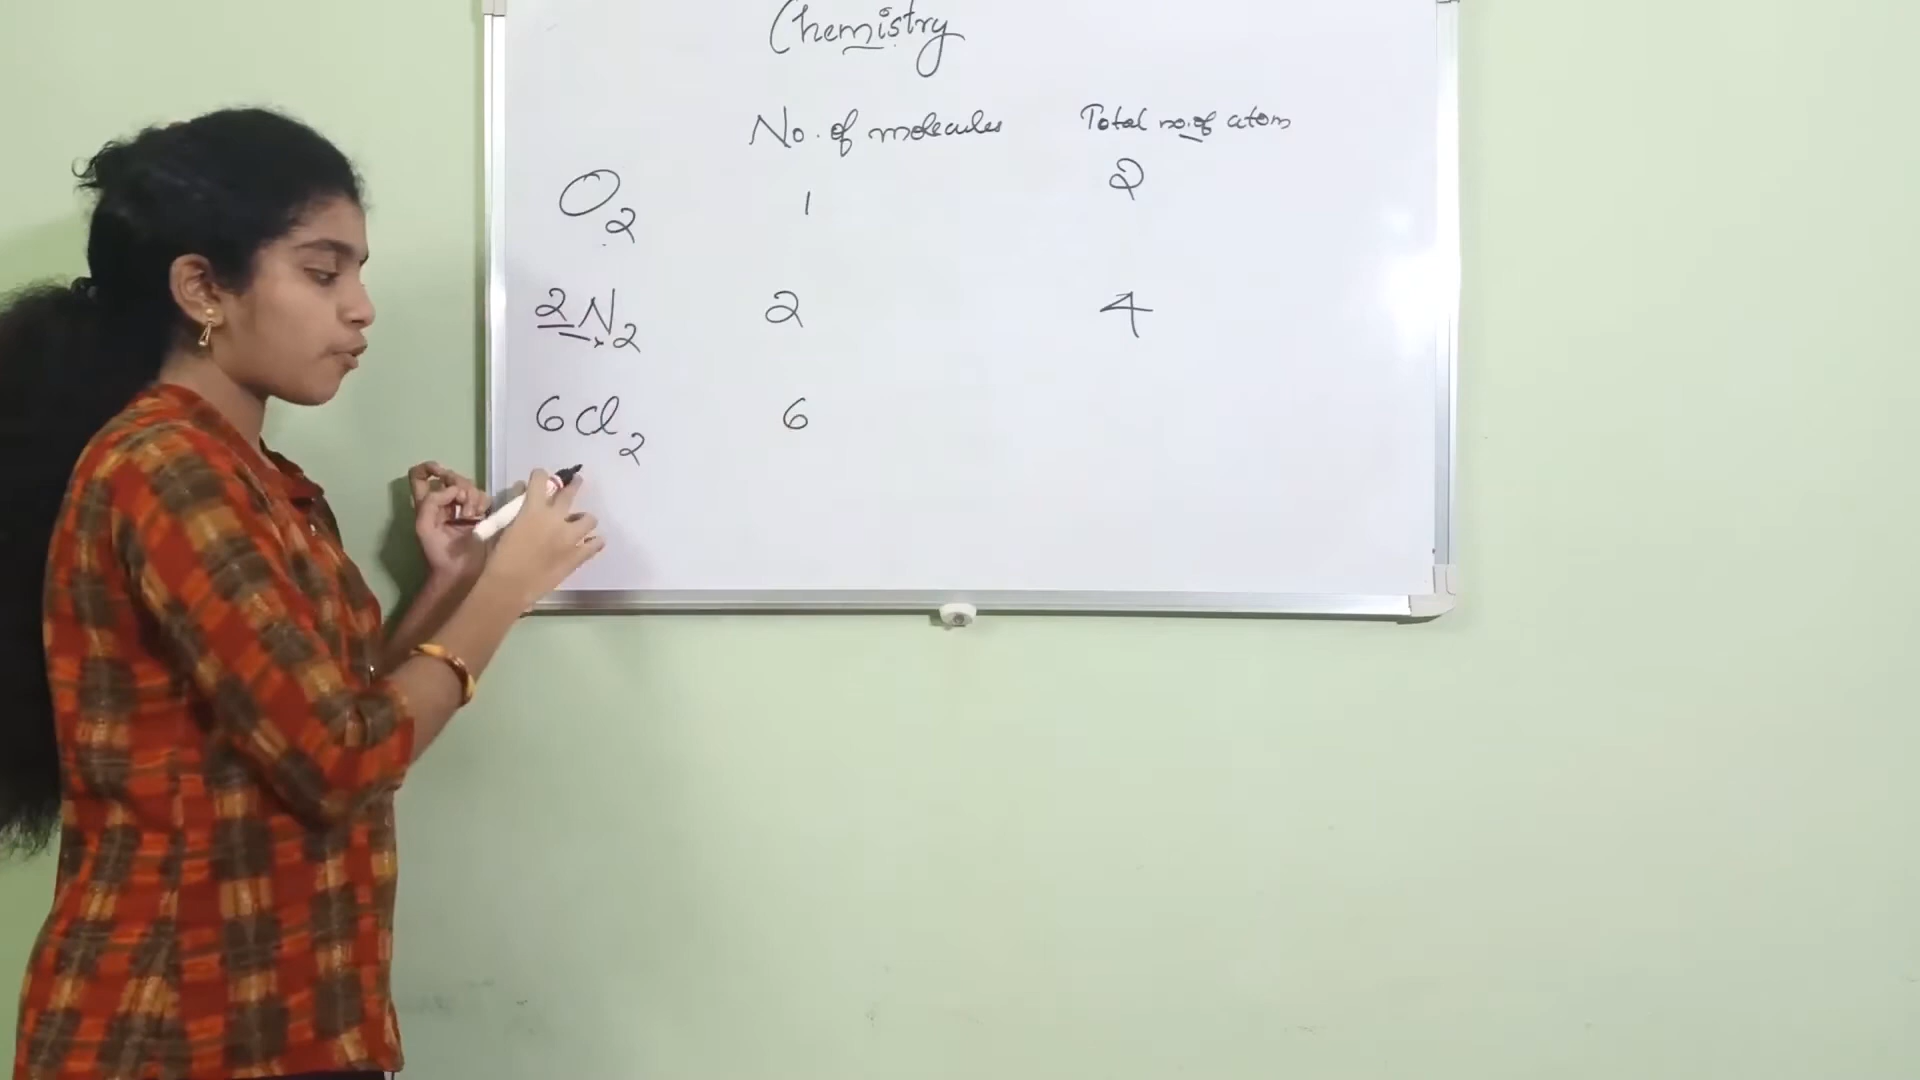 Chemistry
No. of molecules Total no. of atom
O2 1 2
2N2 2 4
6Cl2 6